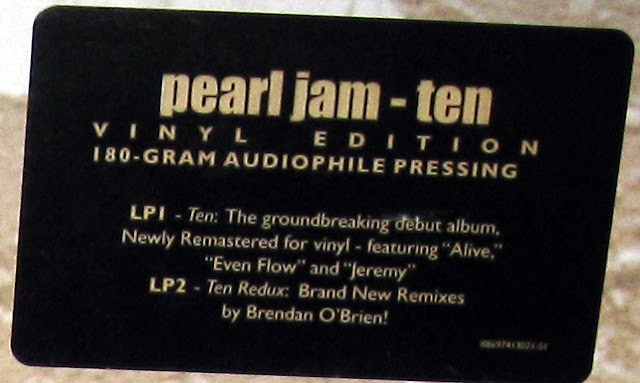 pearl jam - ten
VINYL EDITION
180-GRAM AUDIOPHILE PRESSING
LP1 - Ten: The groundbreaking debut album,
Newly Remastered for vinyl - featuring "Alive,"
"Even Flow" and "Jeremy"
LP2 - Ten Redux: Brand New Remixes
by Brendan O'Brien!